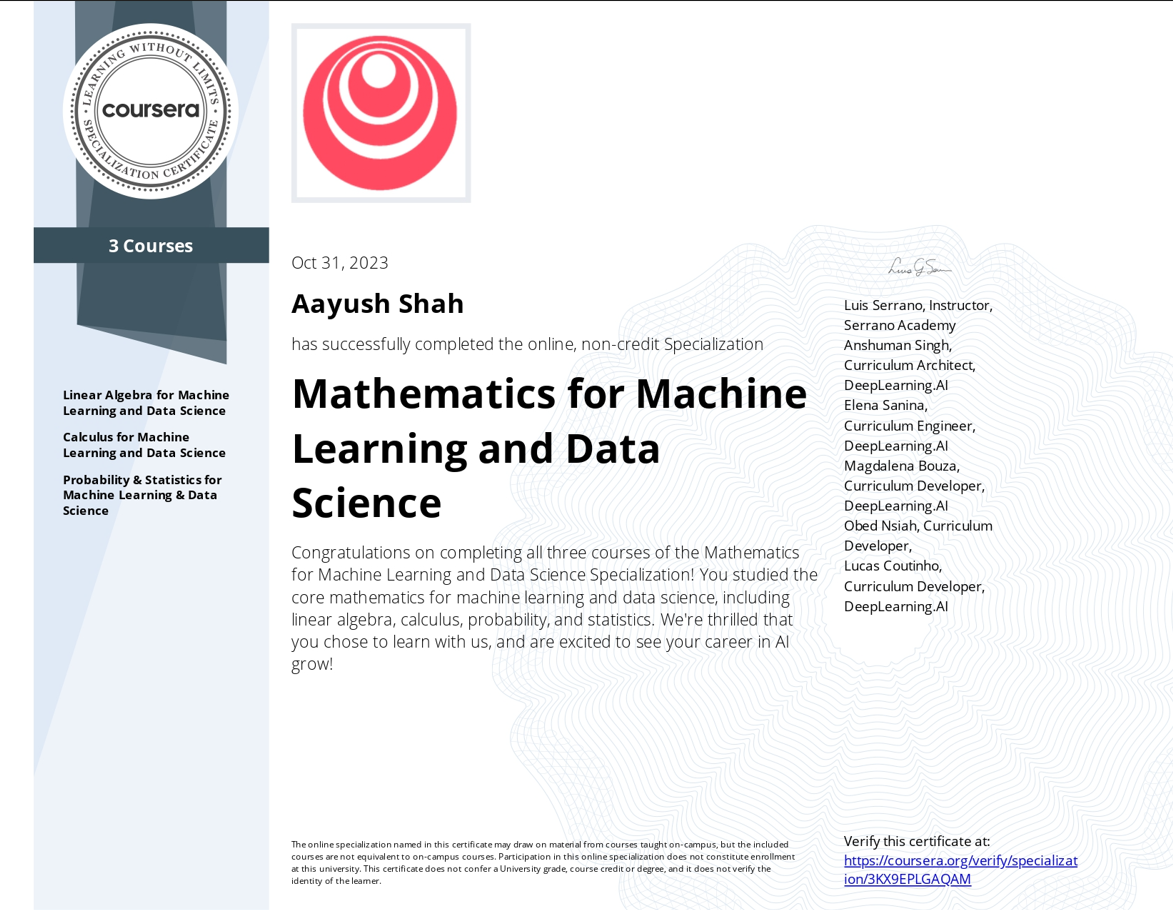 LEARNING WITHOUT LIMITS
coursera
SPECIALIZATION CERTIFICATE
3 Courses
Linear Algebra for Machine
Learning and Data Science
Calculus for Machine
Learning and Data Science
Probability & Statistics for
Machine Learning & Data
Science
Oct 31, 2023
Aayush Shah
has successfully completed the online, non-credit Specialization
Mathematics for Machine
Learning and Data
Science
Congratulations on completing all three courses of the Mathematics
for Machine Learning and Data Science Specialization! You studied the
core mathematics for machine learning and data science, including
linear algebra, calculus, probability, and statistics. We're thrilled that
you chose to learn with us, and are excited to see your career in AI
grow!
Luis Serrano, Instructor,
Serrano Academy
Anshuman Singh,
Curriculum Architect,
DeepLearning.AI
Elena Sanina,
Curriculum Engineer,
DeepLearning.AI
Magdalena Bouza,
Curriculum Developer,
DeepLearning.AI
Obed Nsiah, Curriculum
Developer,
Lucas Coutinho,
Curriculum Developer,
DeepLearning.AI
The online specialization named in this certificate may draw on material from courses taught on-campus, but the included
courses are not equivalent to on-campus courses. Participation in this online specialization does not constitute enrollment
at this university. This certificate does not confer a University grade, course credit or degree, and it does not verify the
identity of the learner.
Verify this certificate at:
https://coursera.org/verify/specializat
ion/3KX9EPLGAQAM